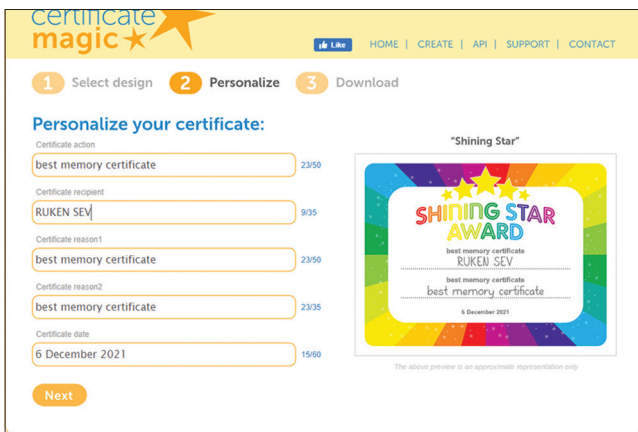 certificate
magic
Like
HOME | CREATE | API | SUPPORT | CONTACT
1 Select design 2 Personalize 3 Download
Personalize your certificate:
Certificate action
best memory certificate 23/50
Certificate recipient
RUKEN SEV 9/35
Certificate reason1
best memory certificate 23/50
Certificate reason2
best memory certificate 23/35
Certificate date
6 December 2021 15/60
Next
"Shining Star"
SHINING STAR
AWARD
best memory certificate
RUKEN SEV
best memory certificate
best memory certificate
6 December 2021
The above preview is an approximate representation only